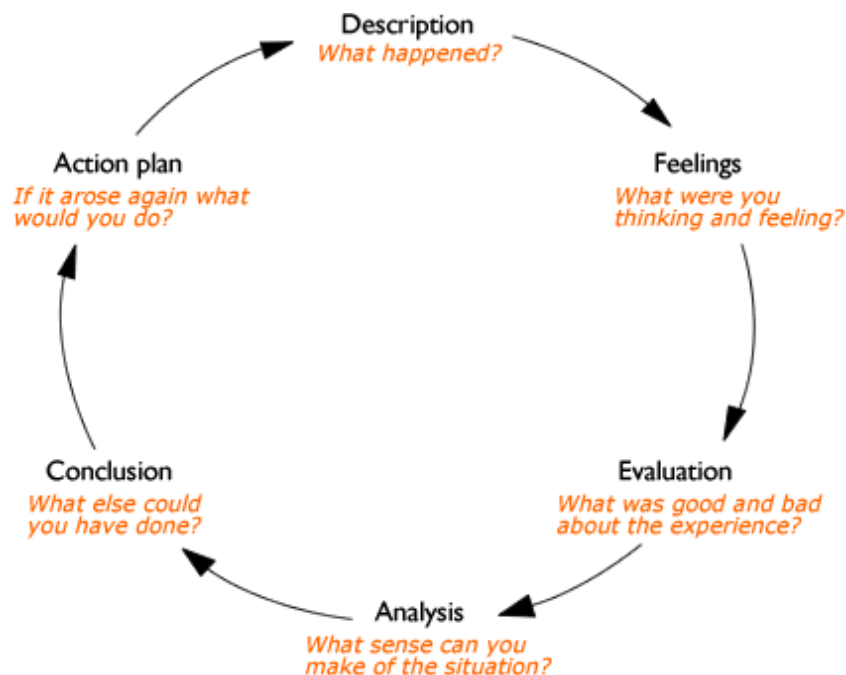 Description
What happened?
Feelings
What were you
thinking and feeling?
Evaluation
What was good and bad
about the experience?
Analysis
What sense can you
make of the situation?
Conclusion
What else could
you have done?
Action plan
If it arose again what
would you do?